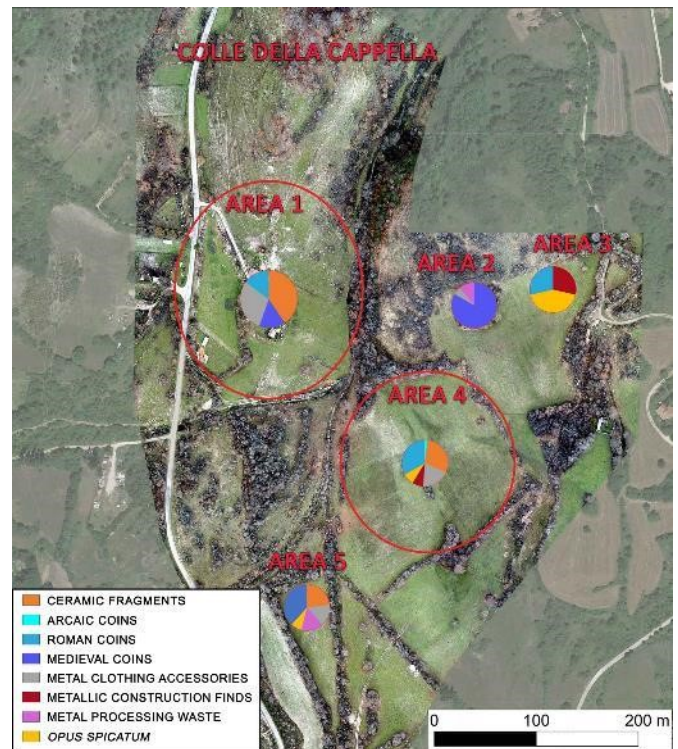 COLLE DELLA CAPPELLA
AREA 1
AREA 2
AREA 3
AREA 4
AREA 5
CERAMIC FRAGMENTS
ARCAIC COINS
ROMAN COINS
MEDIEVAL COINS
METAL CLOTHING ACCESSORIES
METALLIC CONSTRUCTION FINDS
METAL PROCESSING WASTE
OPUS SPICATUM
0 100 200 m